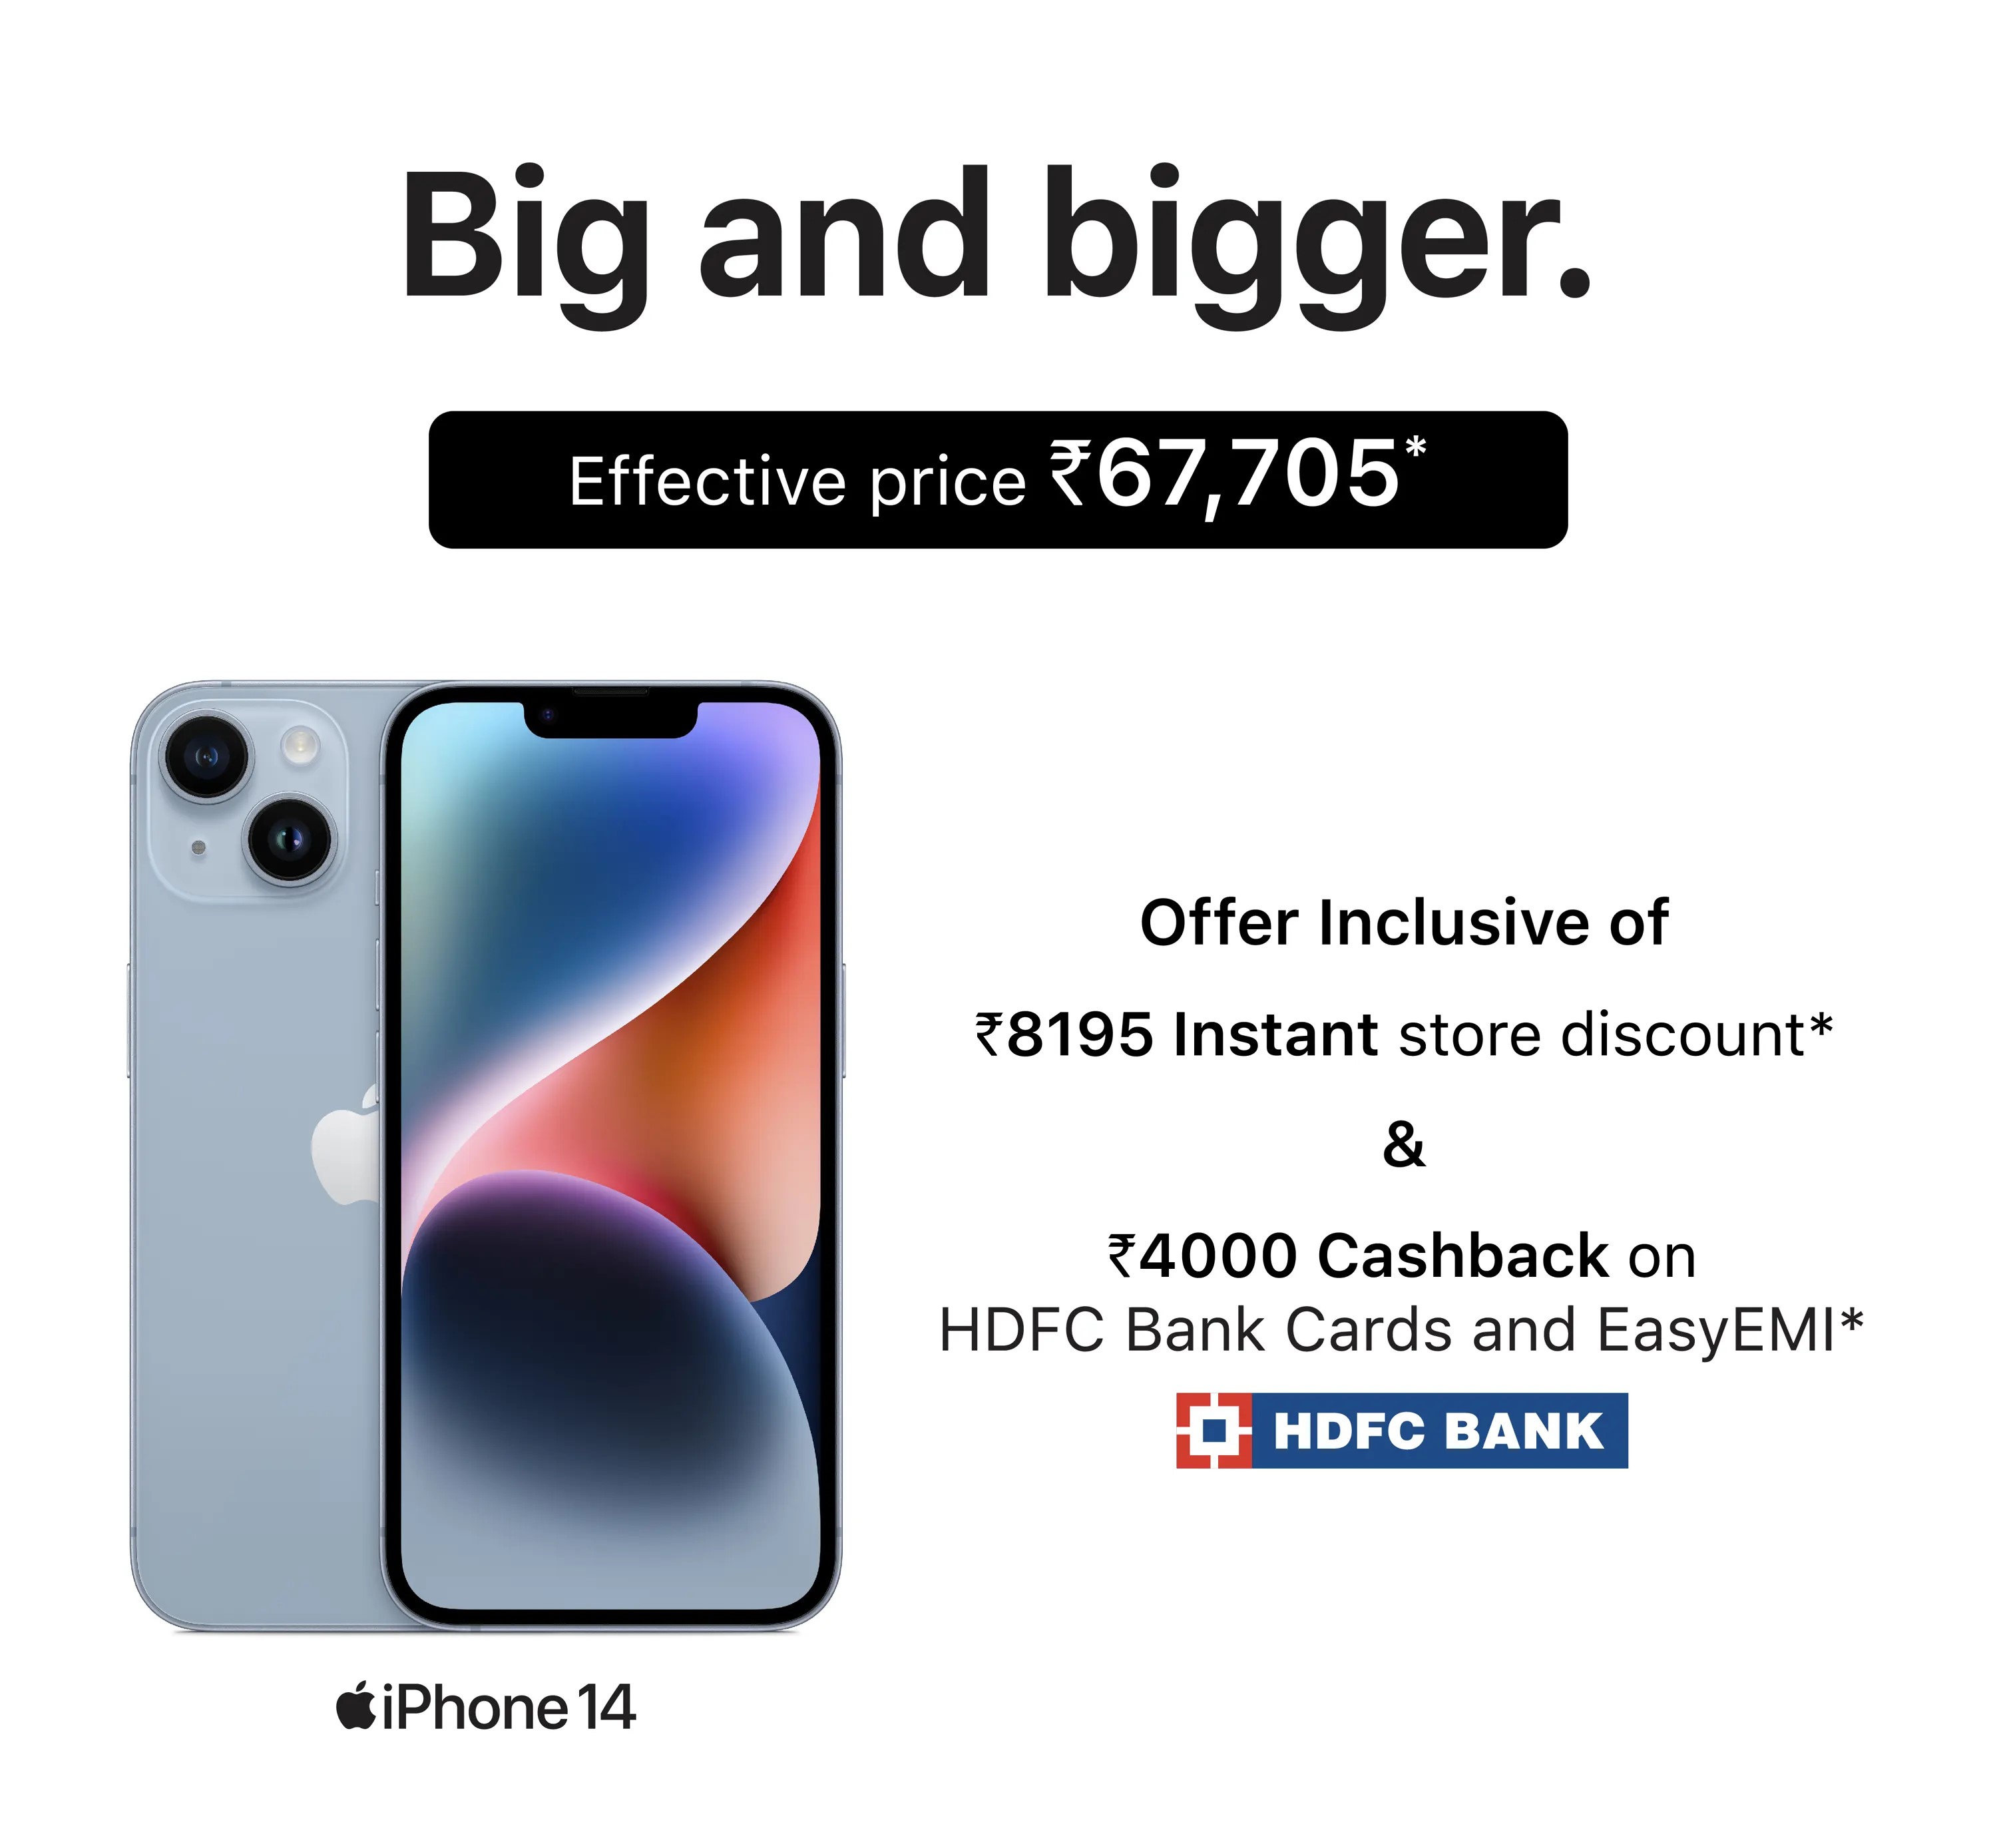 Big and bigger.
Effective price ₹67,705*
Offer Inclusive of
₹8195 Instant store discount*
&
₹4000 Cashback on
HDFC Bank Cards and EasyEMI*
HDFC BANK
iPhone 14